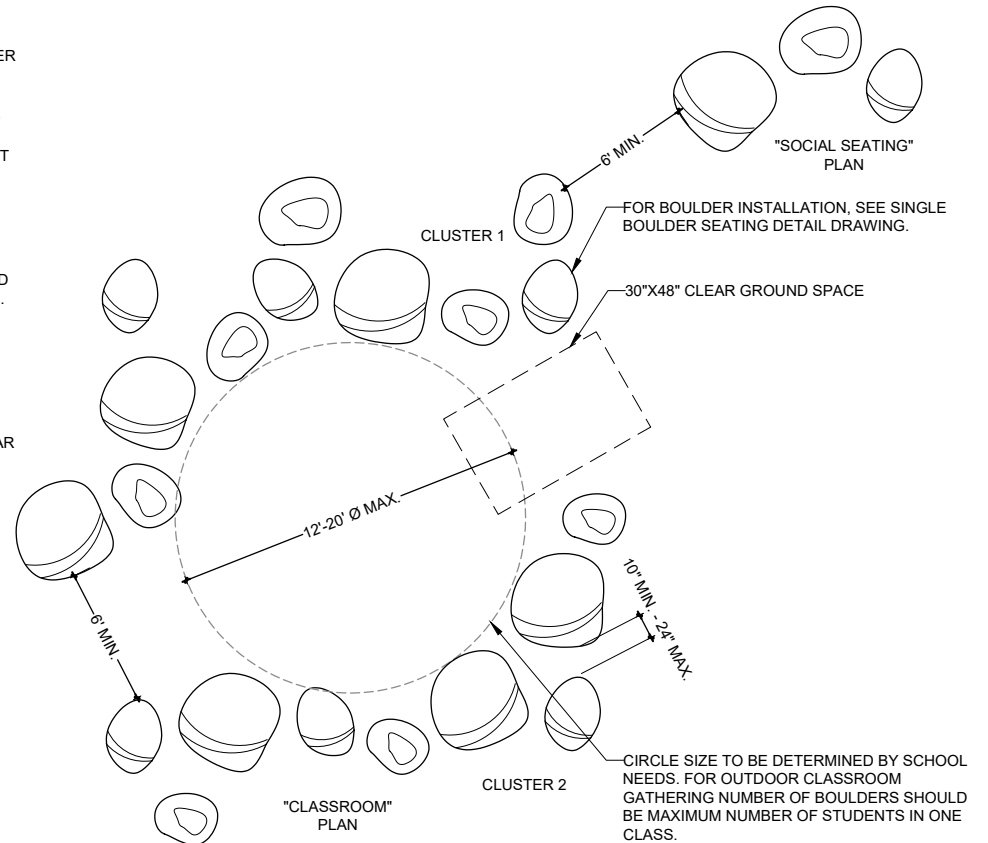 ER
T
D
.
AR
6' MIN.
"SOCIAL SEATING"
PLAN
FOR BOULDER INSTALLATION, SEE SINGLE
BOULDER SEATING DETAIL DRAWING.
CLUSTER 1
30"X48" CLEAR GROUND SPACE
12'-20' Ø MAX.
6' MIN.
10" MIN. - 24" MAX.
CLUSTER 2
"CLASSROOM"
PLAN
CIRCLE SIZE TO BE DETERMINED BY SCHOOL
NEEDS. FOR OUTDOOR CLASSROOM
GATHERING NUMBER OF BOULDERS SHOULD
BE MAXIMUM NUMBER OF STUDENTS IN ONE
CLASS.